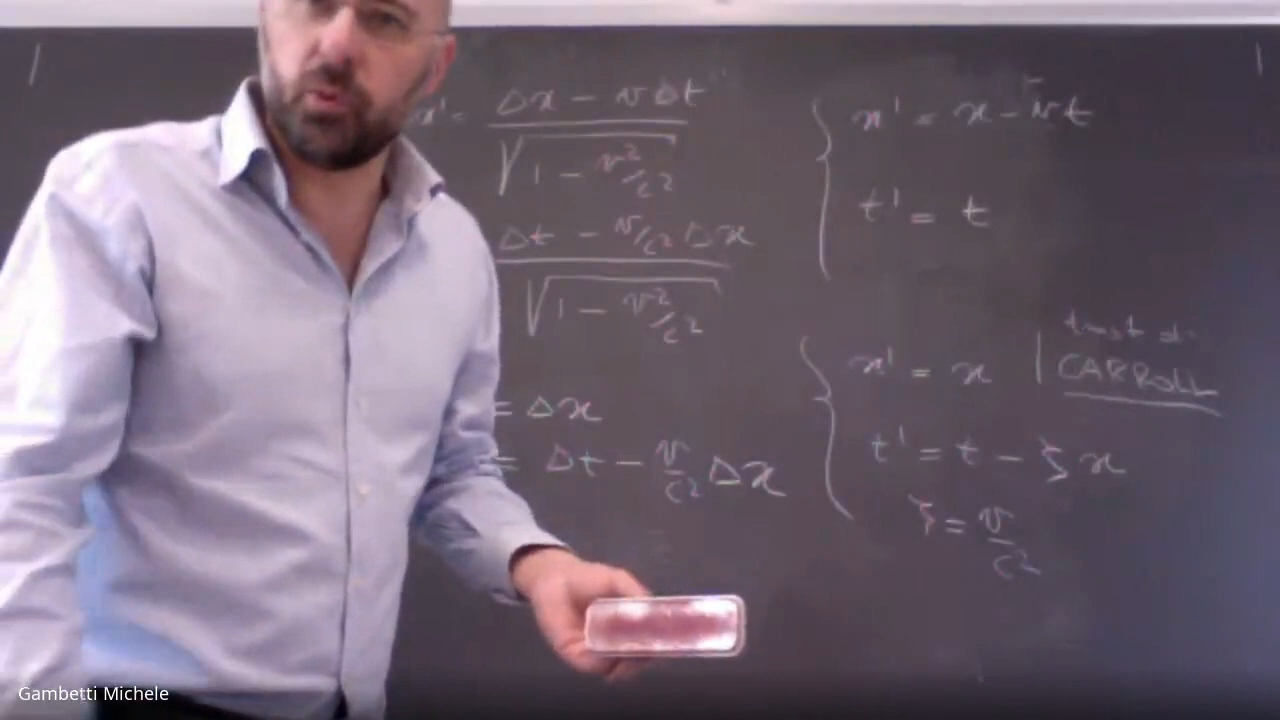 x' = Δx - vΔt
√1 - v²/c²
Δt - v/c² Δx
√1 - v²/c²
= Δx
= Δt - v/c² Δx
x' = x - vt
t' = t
x' = x
CARROLL
t' = t - ζx
ζ = v/c²
Gambetti Michele